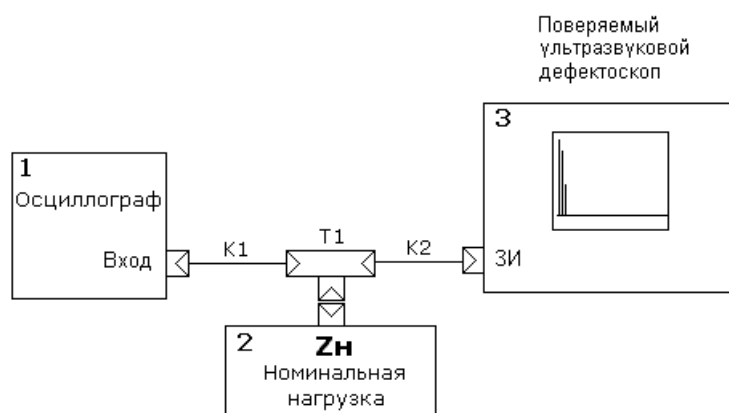 Поверяемый
ультразвуковой
дефектоскоп
3
1
Осциллограф
Вход
К1
Т1
К2
ЗИ
2
Zн
Номинальная
нагрузка